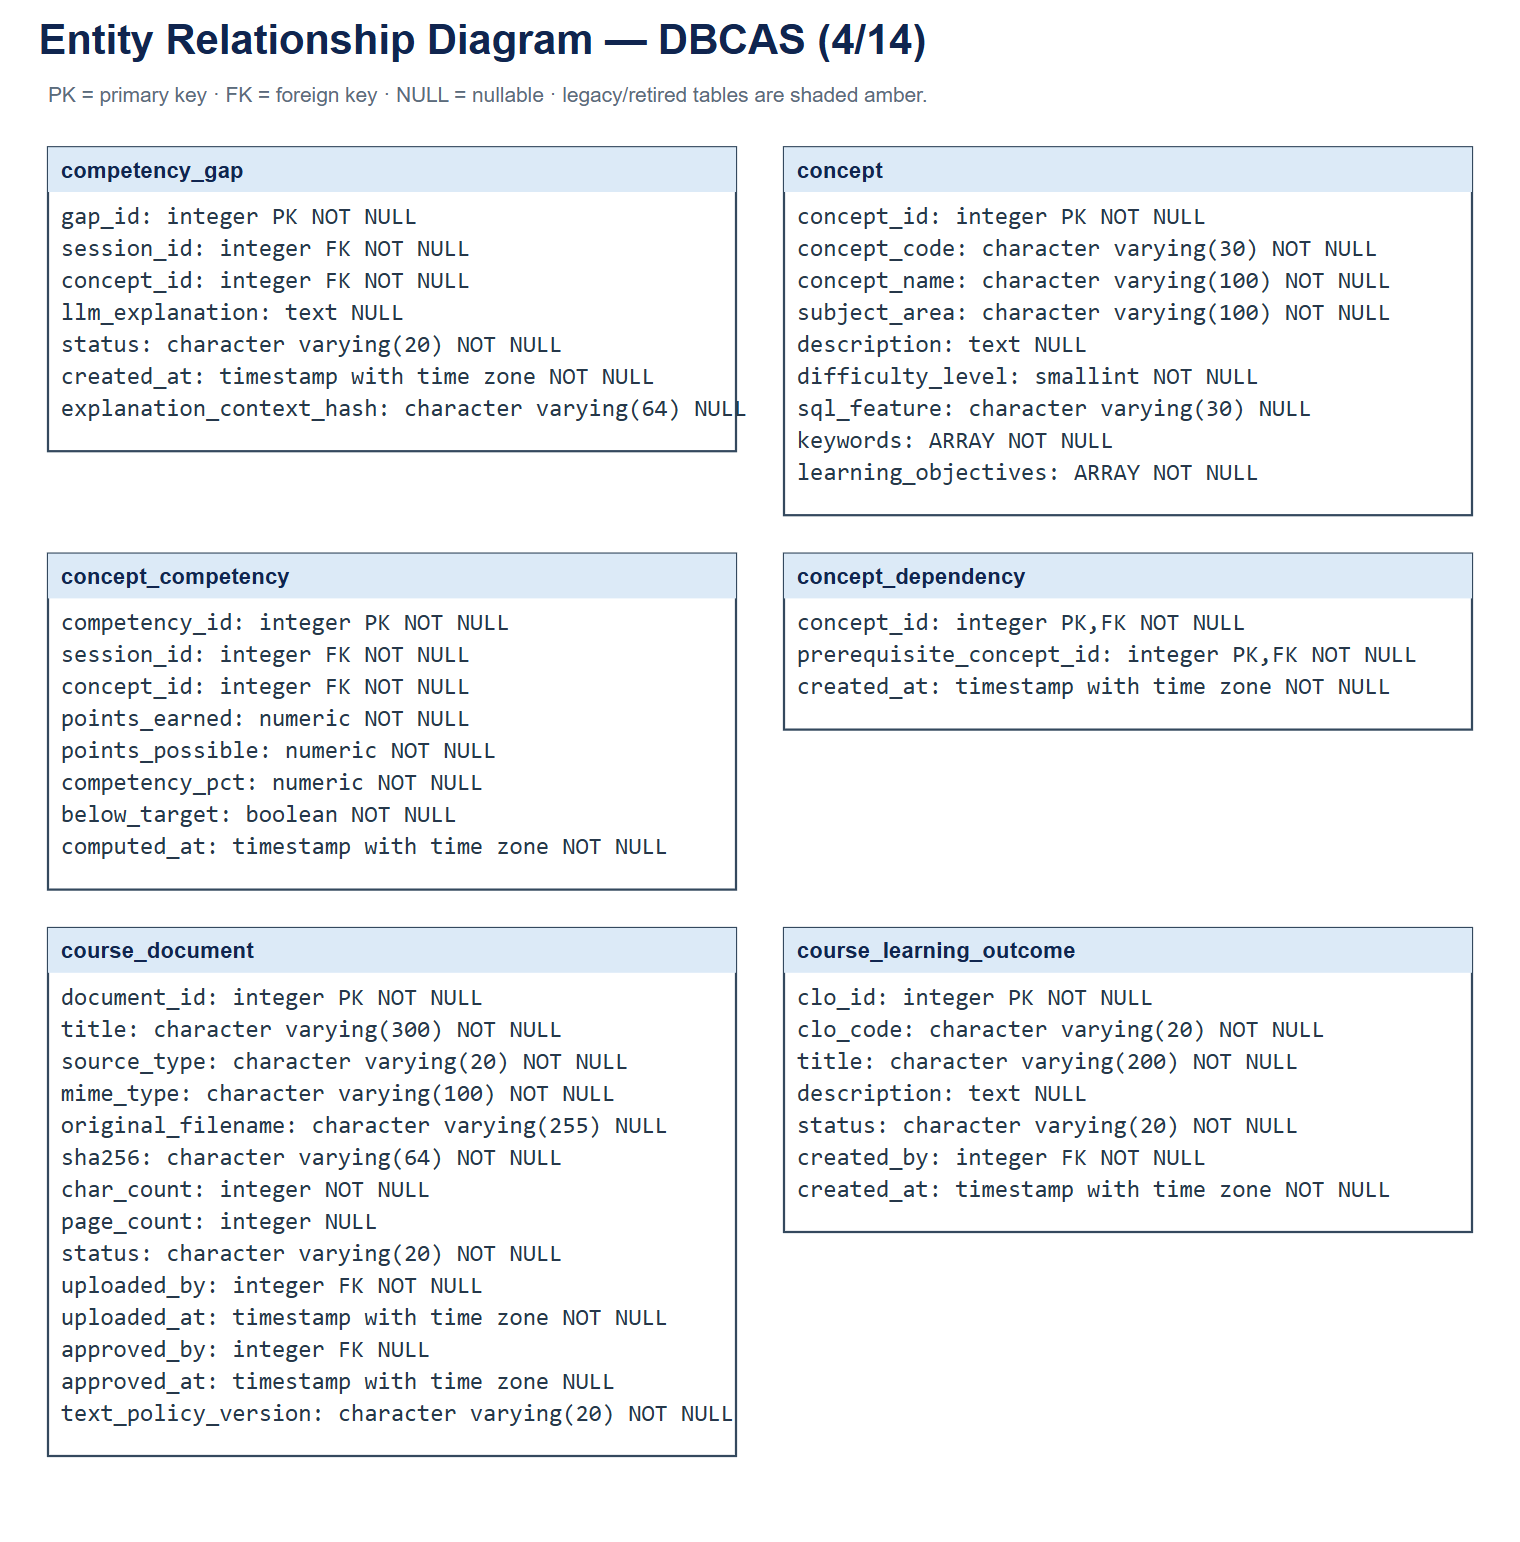 Entity Relationship Diagram — DBCAS (4/14)
PK = primary key · FK = foreign key · NULL = nullable · legacy/retired tables are shaded amber.
competency_gap
gap_id: integer PK NOT NULL
session_id: integer FK NOT NULL
concept_id: integer FK NOT NULL
llm_explanation: text NULL
status: character varying(20) NOT NULL
created_at: timestamp with time zone NOT NULL
explanation_context_hash: character varying(64) NULL
concept
concept_id: integer PK NOT NULL
concept_code: character varying(30) NOT NULL
concept_name: character varying(100) NOT NULL
subject_area: character varying(100) NOT NULL
description: text NULL
difficulty_level: smallint NOT NULL
sql_feature: character varying(30) NULL
keywords: ARRAY NOT NULL
learning_objectives: ARRAY NOT NULL
concept_competency
competency_id: integer PK NOT NULL
session_id: integer FK NOT NULL
concept_id: integer FK NOT NULL
points_earned: numeric NOT NULL
points_possible: numeric NOT NULL
competency_pct: numeric NOT NULL
below_target: boolean NOT NULL
computed_at: timestamp with time zone NOT NULL
concept_dependency
concept_id: integer PK,FK NOT NULL
prerequisite_concept_id: integer PK,FK NOT NULL
created_at: timestamp with time zone NOT NULL
course_document
document_id: integer PK NOT NULL
title: character varying(300) NOT NULL
source_type: character varying(20) NOT NULL
mime_type: character varying(100) NOT NULL
original_filename: character varying(255) NULL
sha256: character varying(64) NOT NULL
char_count: integer NOT NULL
page_count: integer NULL
status: character varying(20) NOT NULL
uploaded_by: integer FK NOT NULL
uploaded_at: timestamp with time zone NOT NULL
approved_by: integer FK NULL
approved_at: timestamp with time zone NULL
text_policy_version: character varying(20) NOT NULL
course_learning_outcome
clo_id: integer PK NOT NULL
clo_code: character varying(20) NOT NULL
title: character varying(200) NOT NULL
description: text NULL
status: character varying(20) NOT NULL
created_by: integer FK NOT NULL
created_at: timestamp with time zone NOT NULL